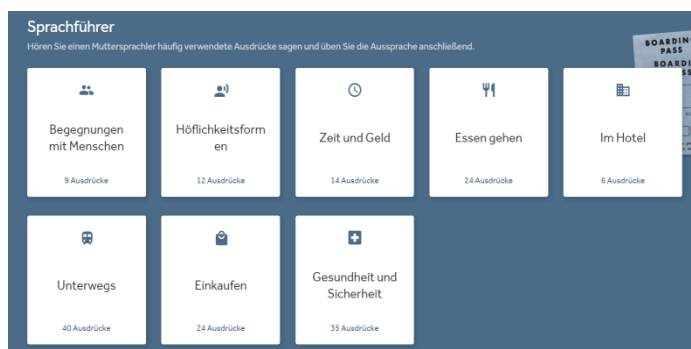 Sprachführer
Hören Sie einen Muttersprachler häufig verwendete Ausdrücke sagen und üben Sie die Aussprache anschließend.
BOARDING
PASS
Begegnungen
mit Menschen
9 Ausdrücke
Höflichkeitsform
en
12 Ausdrücke
Zeit und Geld
14 Ausdrücke
Essen gehen
24 Ausdrücke
Im Hotel
6 Ausdrücke
Unterwegs
40 Ausdrücke
Einkaufen
24 Ausdrücke
Gesundheit und
Sicherheit
35 Ausdrücke